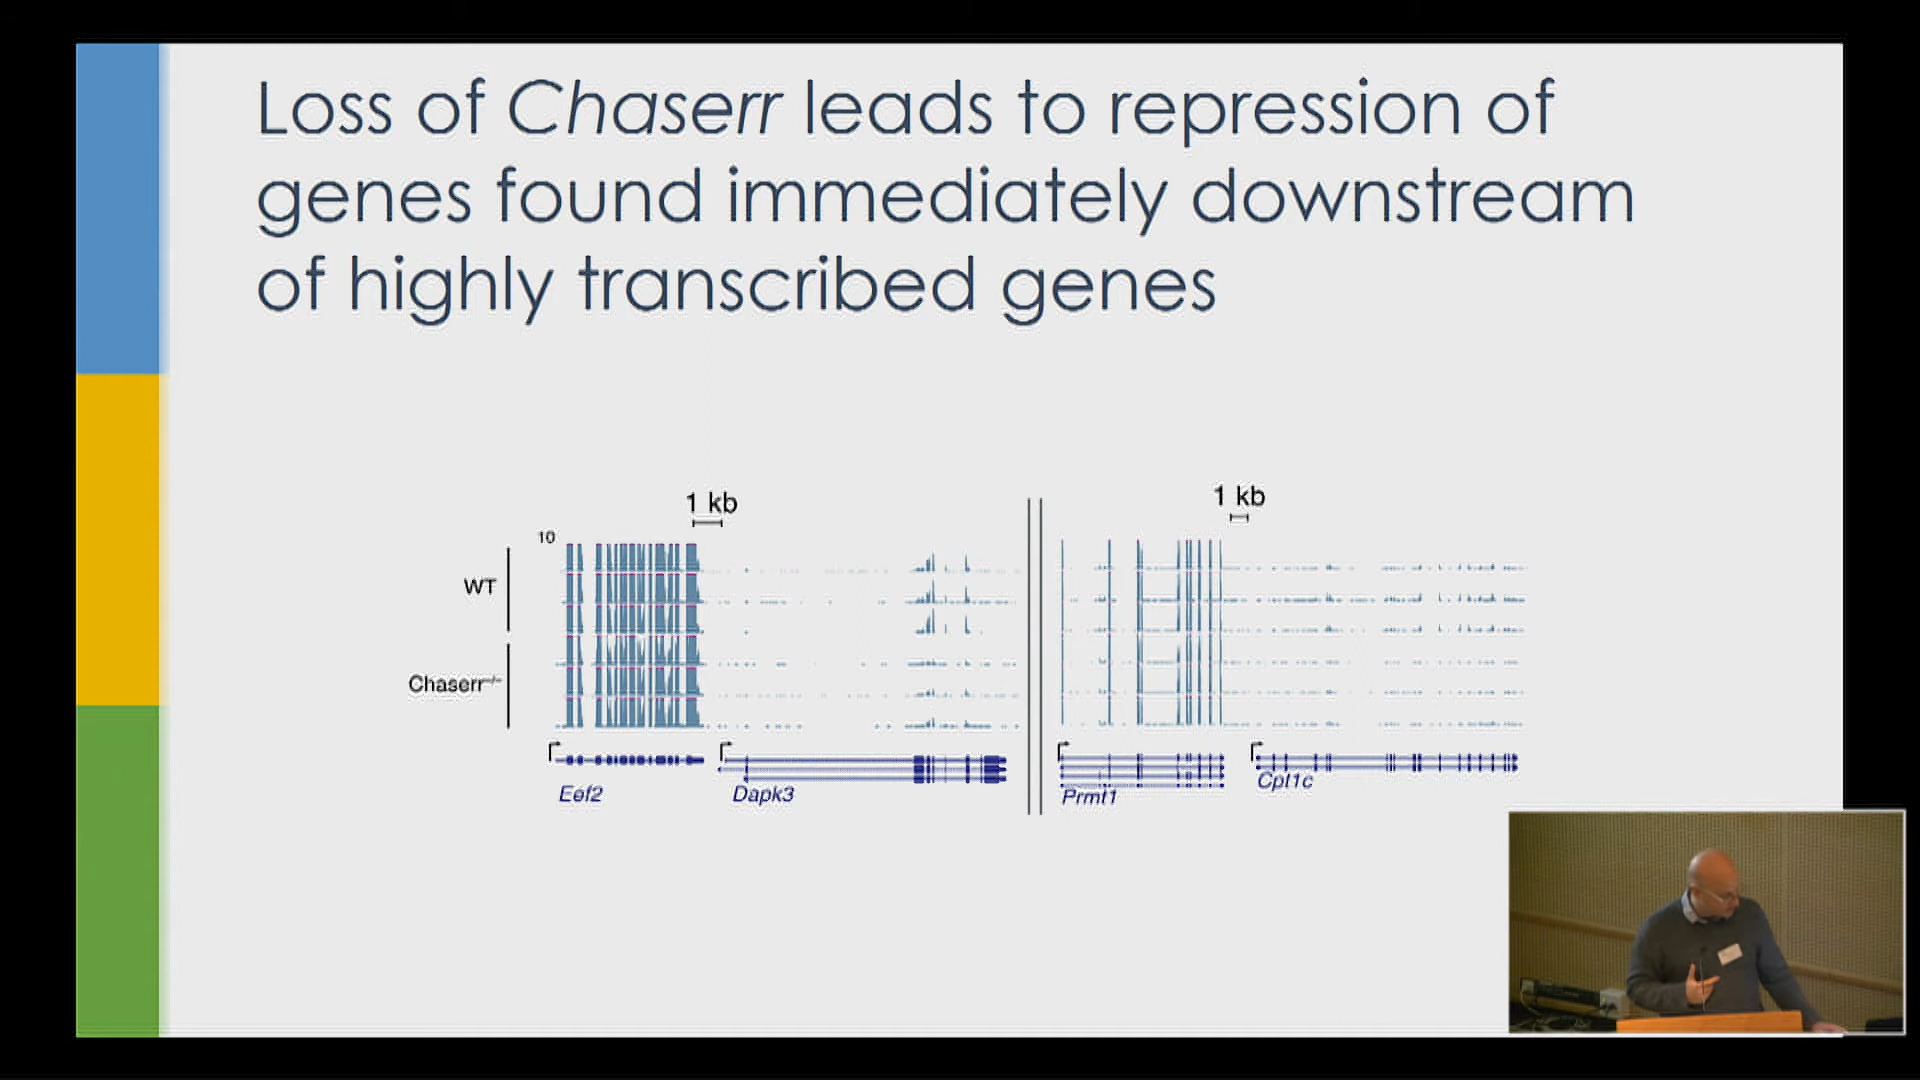 Loss of Chaserr leads to repression of
genes found immediately downstream
of highly transcribed genes
1 kb
1 kb
10
WT
Chaserr-/-
Eef2
Dapk3
Prmt1
Cpt1c